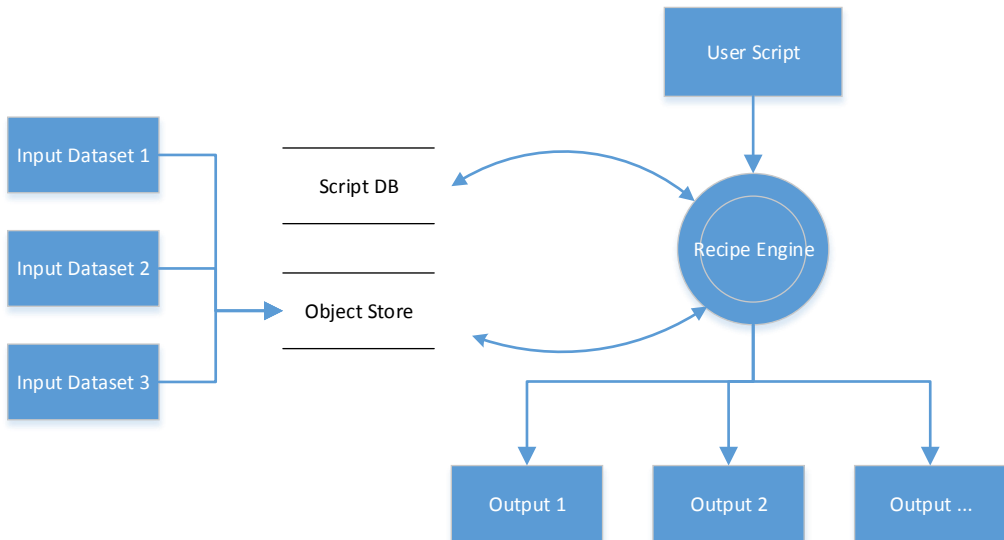 User Script
Input Dataset 1
Script DB
Input Dataset 2
Recipe Engine
Object Store
Input Dataset 3
Output 1
Output 2
Output ...